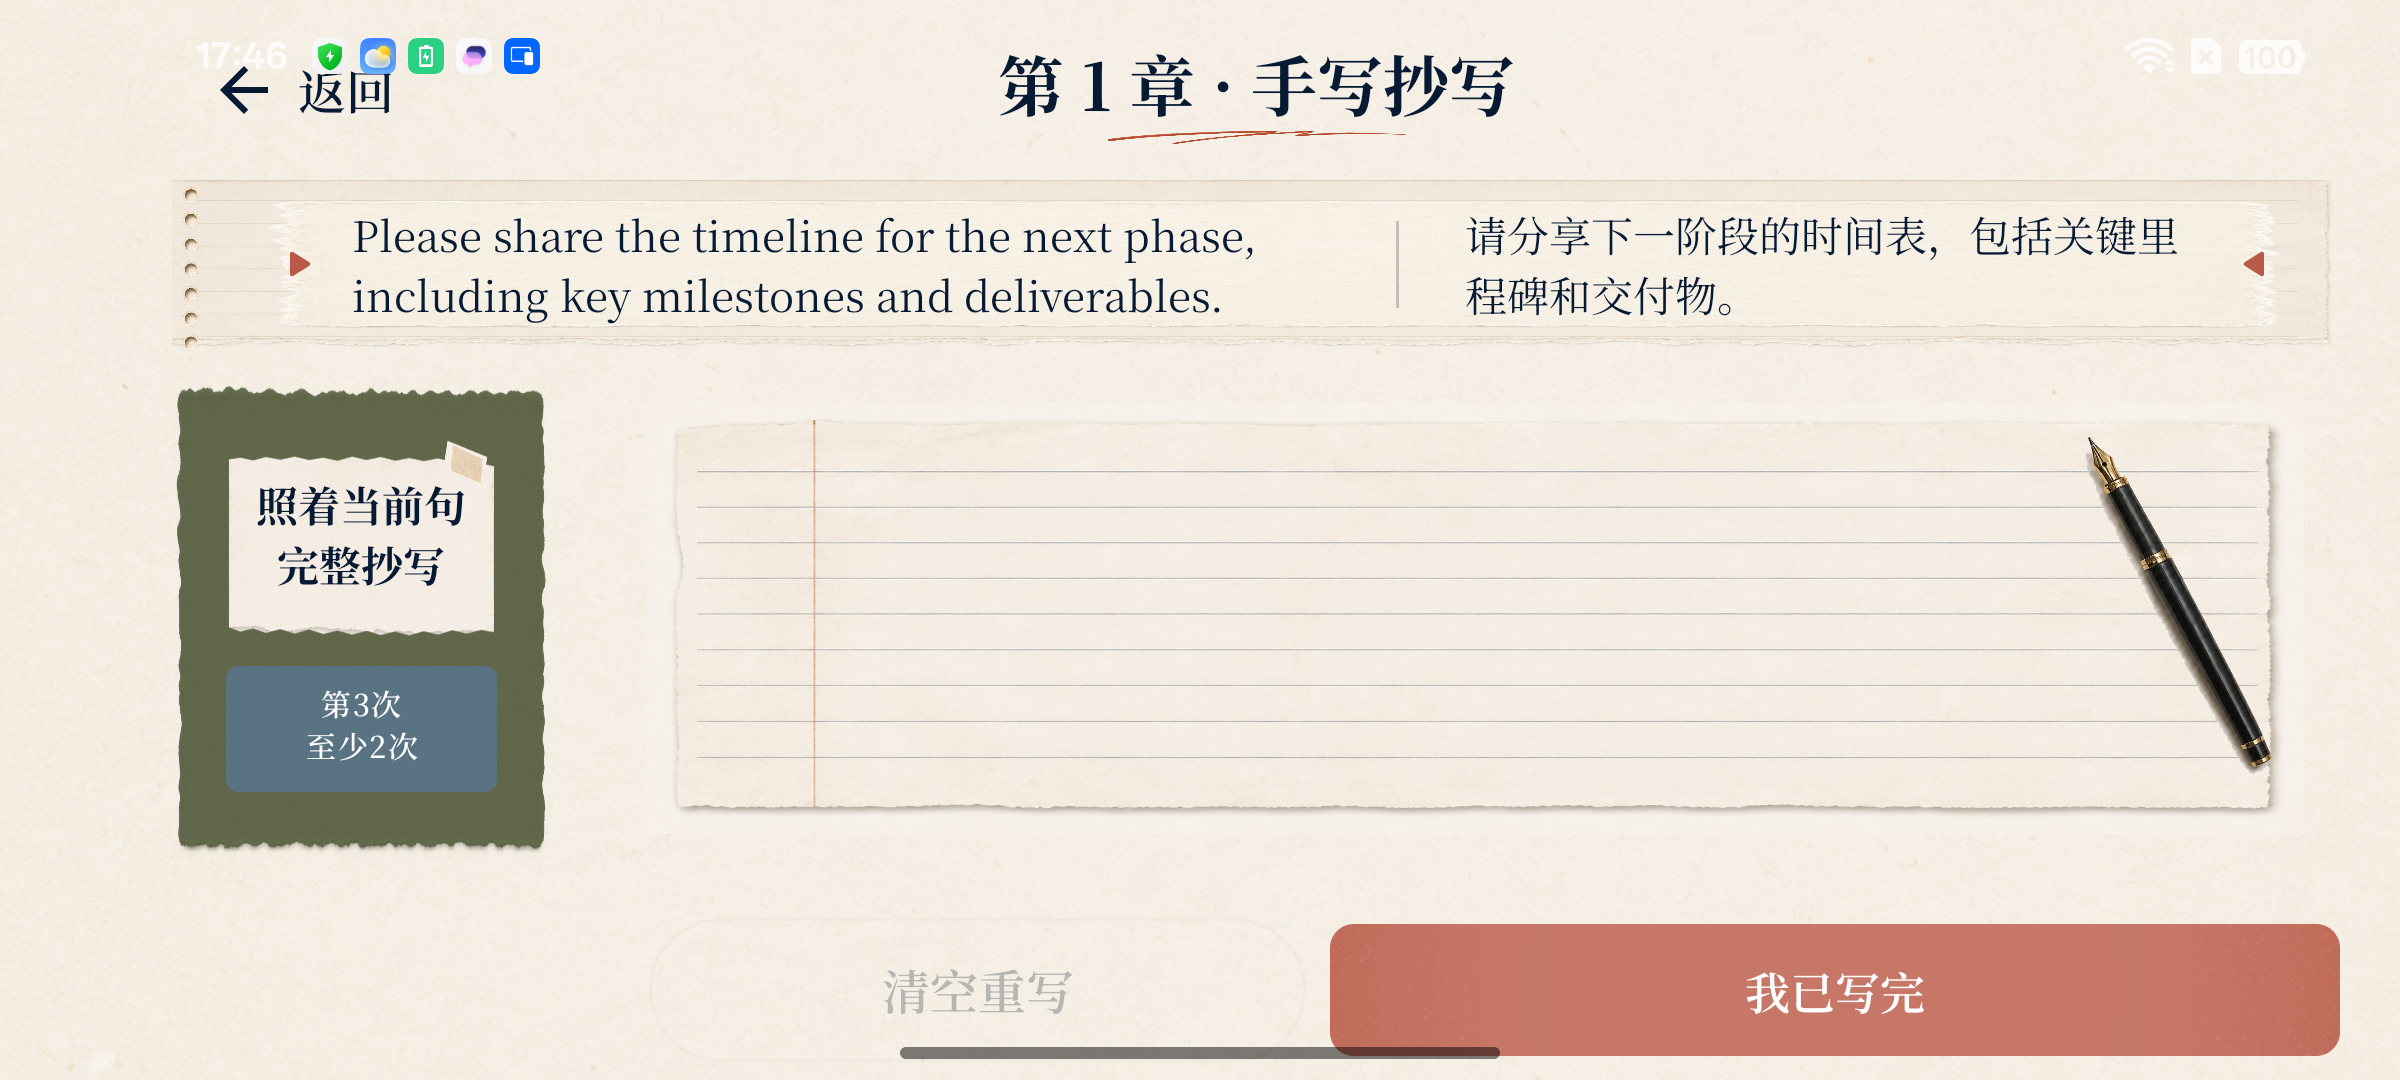 17:46
100
返回
第 1 章 · 手写抄写
Please share the timeline for the next phase,
including key milestones and deliverables.
请分享下一阶段的时间表，包括关键里
程碑和交付物。
照着当前句
完整抄写
第3次
至少2次
清空重写
我已写完